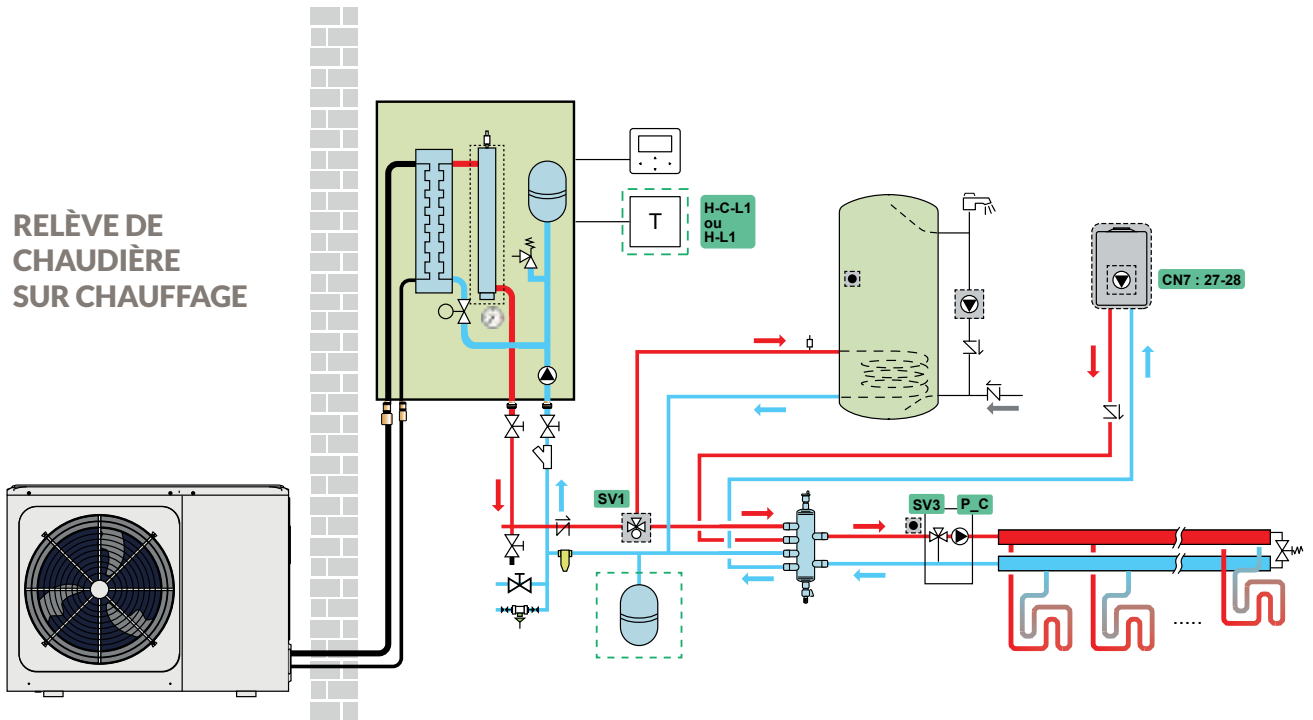 RELÈVE DE
CHAUDIÈRE
SUR CHAUFFAGE
T
H-C-L1
ou
H-L1
CN7 : 27-28
SV1
SV3
P_C